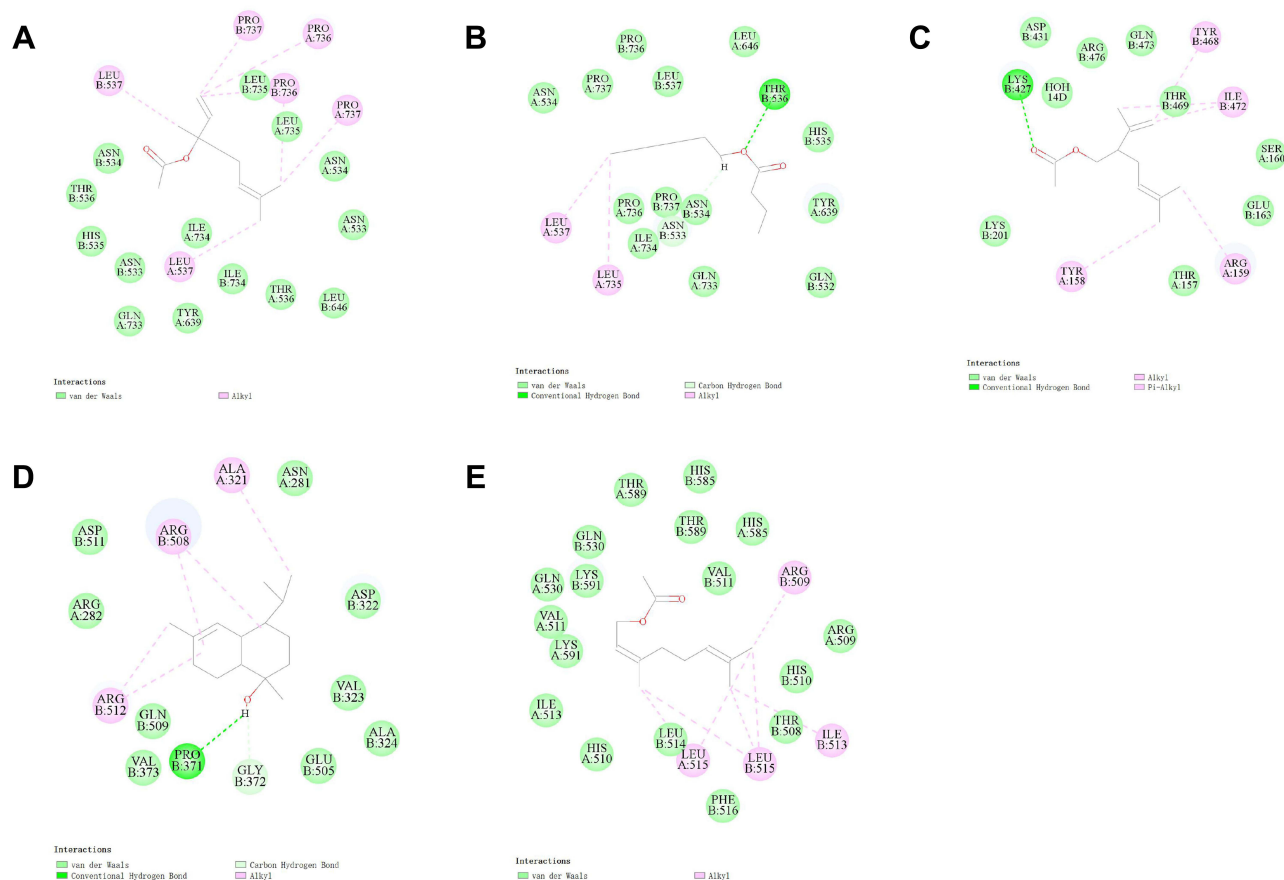 A
PRO
B:737
PRO
A:736
LEU
B:537
LEU
B:735
PRO
B:736
PRO
A:737
LEU
A:735
ASN
B:534
ASN
A:534
THR
B:536
O
O
HIS
B:535
ILE
A:734
ASN
A:533
ASN
B:533
LEU
A:537
ILE
B:734
THR
A:536
LEU
B:646
GLN
A:733
TYR
A:639
Interactions
van der Waals
Alkyl
B
PRO
B:736
LEU
A:646
ASN
A:534
PRO
A:737
LEU
B:537
THR
B:536
HIS
B:535
O
H
O
PRO
A:736
PRO
B:737
ASN
B:534
TYR
A:639
LEU
A:537
ILE
A:734
ASN
B:533
LEU
A:735
GLN
A:733
GLN
B:532
Interactions
van der Waals
Conventional Hydrogen Bond
Carbon Hydrogen Bond
Alkyl
C
ASP
B:431
ARG
B:476
GLN
B:473
TYR
B:468
LYS
B:427
HOH
14D
THR
B:469
ILE
B:472
O
O
SER
A:160
GLU
B:163
LYS
B:201
TYR
A:158
THR
A:157
ARG
A:159
Interactions
van der Waals
Conventional Hydrogen Bond
Alkyl
Pi-Alkyl
D
ALA
A:321
ASN
A:281
ASP
B:511
ARG
B:508
ARG
A:282
ASP
B:322
ARG
B:512
O
H
VAL
B:323
GLN
B:509
ALA
B:324
VAL
B:373
PRO
B:371
GLY
B:372
GLU
B:505
Interactions
van der Waals
Conventional Hydrogen Bond
Carbon Hydrogen Bond
Alkyl
E
THR
A:589
HIS
B:585
GLN
B:530
THR
B:589
HIS
A:585
GLN
A:530
LYS
B:591
VAL
B:511
ARG
B:509
O
O
VAL
A:511
LYS
A:591
ARG
A:509
HIS
B:510
ILE
A:513
LEU
B:514
THR
B:508
ILE
B:513
HIS
A:510
LEU
A:515
LEU
B:515
PHE
B:516
Interactions
van der Waals
Alkyl